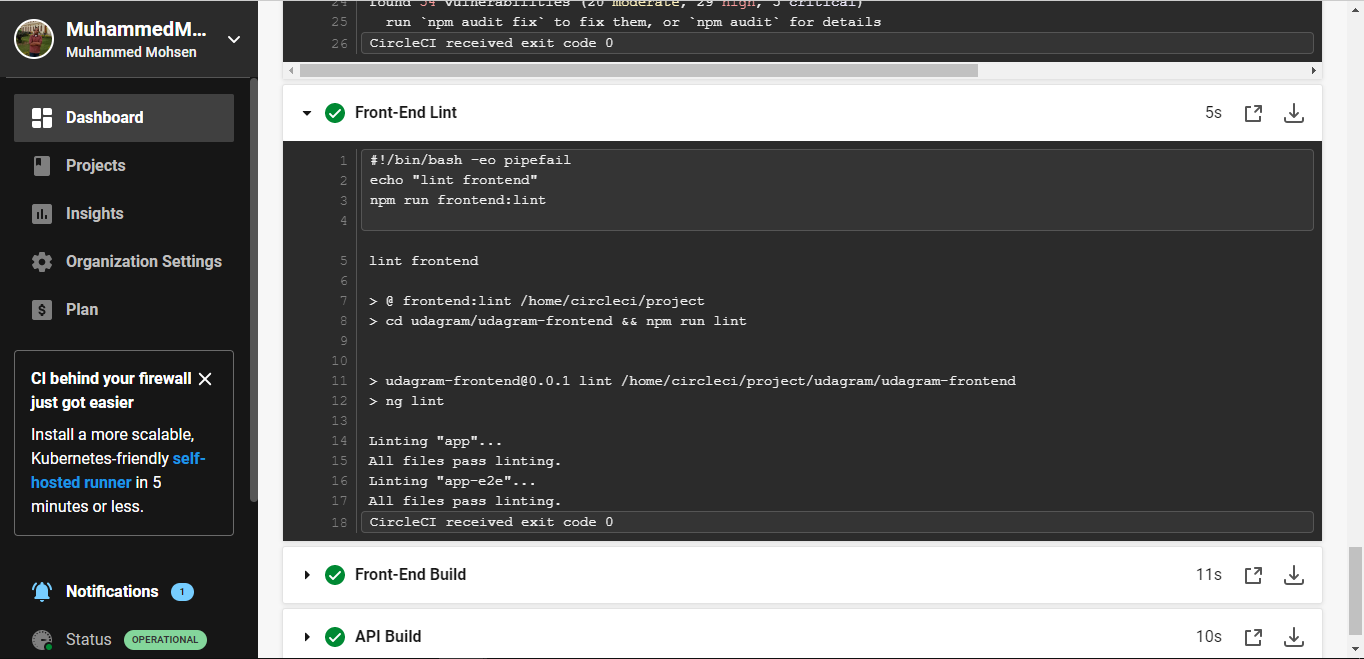 MuhammedM...
Muhammed Mohsen
Dashboard
Projects
Insights
Organization Settings
$ Plan
CI behind your firewall
just got easier
Install a more scalable,
Kubernetes-friendly self-
hosted runner in 5
minutes or less.
Notifications 1
Status OPERATIONAL
24 found 54 vulnerabilities (20 moderate, 29 high, 5 critical)
25 run `npm audit fix` to fix them, or `npm audit` for details
26 CircleCI received exit code 0
Front-End Lint 5s
1 #!/bin/bash -eo pipefail
2 echo "lint frontend"
3 npm run frontend:lint
4
5 lint frontend
6
7 > @ frontend:lint /home/circleci/project
8 > cd udagram/udagram-frontend && npm run lint
9
10
11 > udagram-frontend@0.0.1 lint /home/circleci/project/udagram/udagram-frontend
12 > ng lint
13
14 Linting "app"...
15 All files pass linting.
16 Linting "app-e2e"...
17 All files pass linting.
18 CircleCI received exit code 0
Front-End Build 11s
API Build 10s